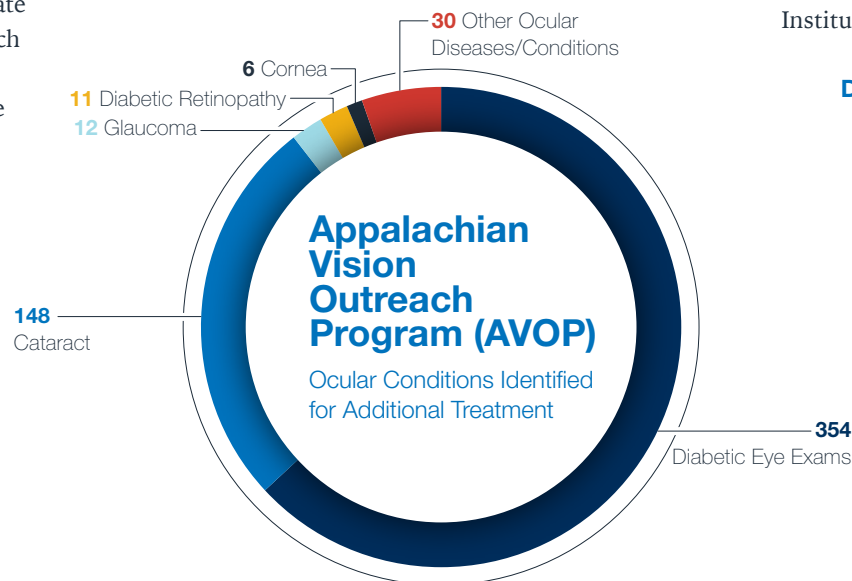 30 Other Ocular
Diseases/Conditions
6 Cornea
11 Diabetic Retinopathy
12 Glaucoma
148
Cataract
Appalachian
Vision
Outreach
Program (AVOP)
Ocular Conditions Identified
for Additional Treatment
354
Diabetic Eye Exams